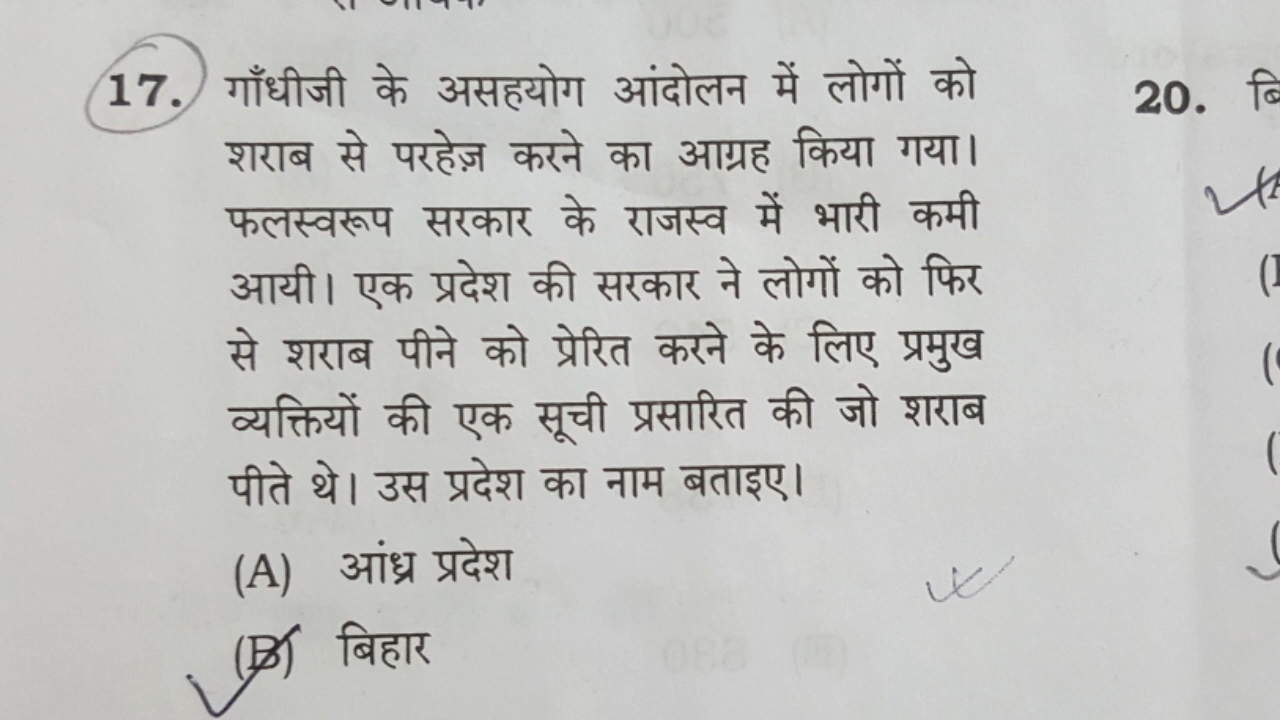 17. गाँधीजी के असहयोग आंदोलन में लोगों को
शराब से परहेज़ करने का आग्रह किया गया।
फलस्वरूप सरकार के राजस्व में भारी कमी
आयी। एक प्रदेश की सरकार ने लोगों को फिर
से शराब पीने को प्रेरित करने के लिए प्रमुख
व्यक्तियों की एक सूची प्रसारित की जो शराब
पीते थे। उस प्रदेश का नाम बताइए।
(A) आंध्र प्रदेश
(B) बिहार
20.